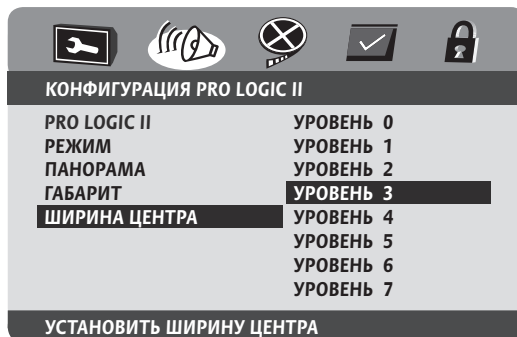 КОНФИГУРАЦИЯ PRO LOGIC II
PRO LOGIC II УРОВЕНЬ 0
РЕЖИМ УРОВЕНЬ 1
ПАНОРАМА УРОВЕНЬ 2
ГАБАРИТ УРОВЕНЬ 3
ШИРИНА ЦЕНТРА УРОВЕНЬ 4
УРОВЕНЬ 5
УРОВЕНЬ 6
УРОВЕНЬ 7
УСТАНОВИТЬ ШИРИНУ ЦЕНТРА